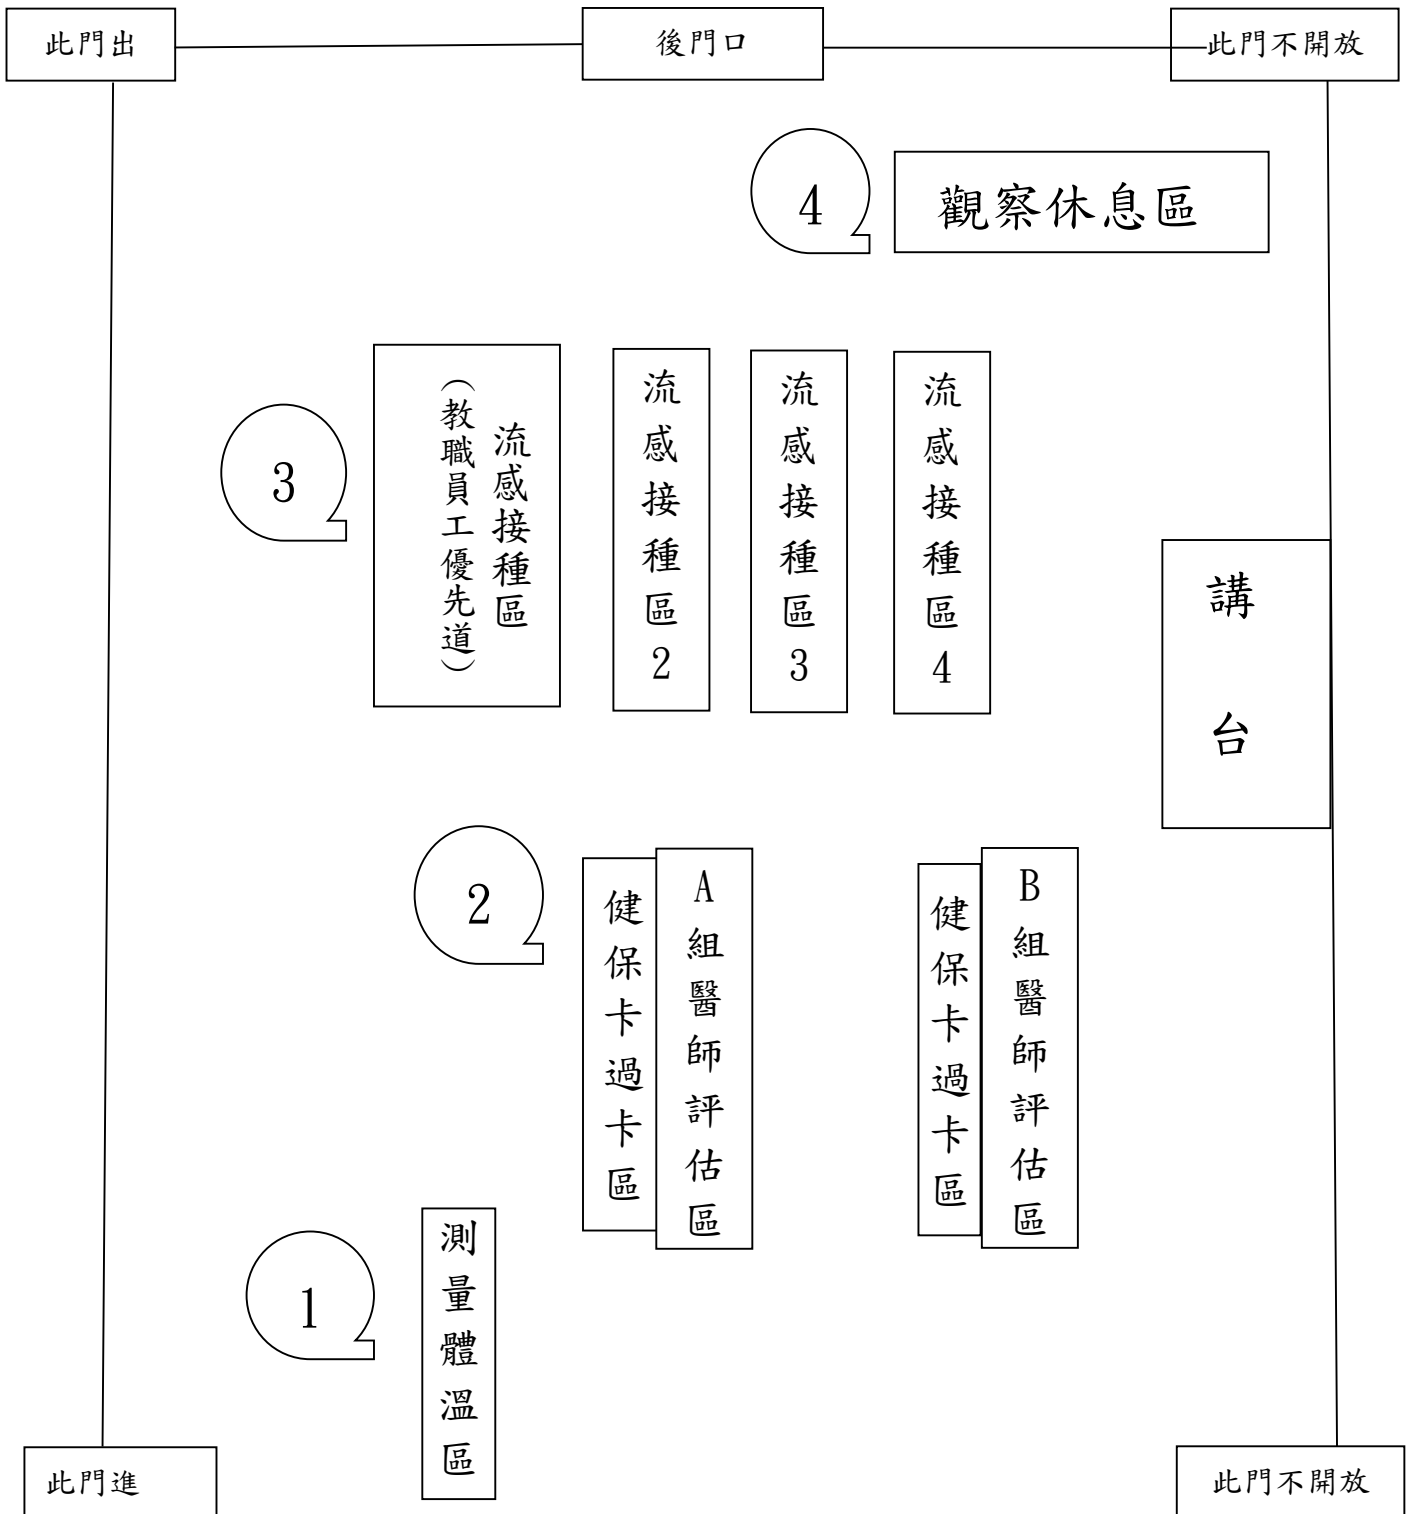 此門出
後門口
此門不開放
4
觀察休息區
3
流感接種區
（教職員工優先道）
流感接種區2
流感接種區3
流感接種區4
講台
2
健保卡過卡區
A組醫師評估區
健保卡過卡區
B組醫師評估區
1
測量體溫區
此門進
此門不開放